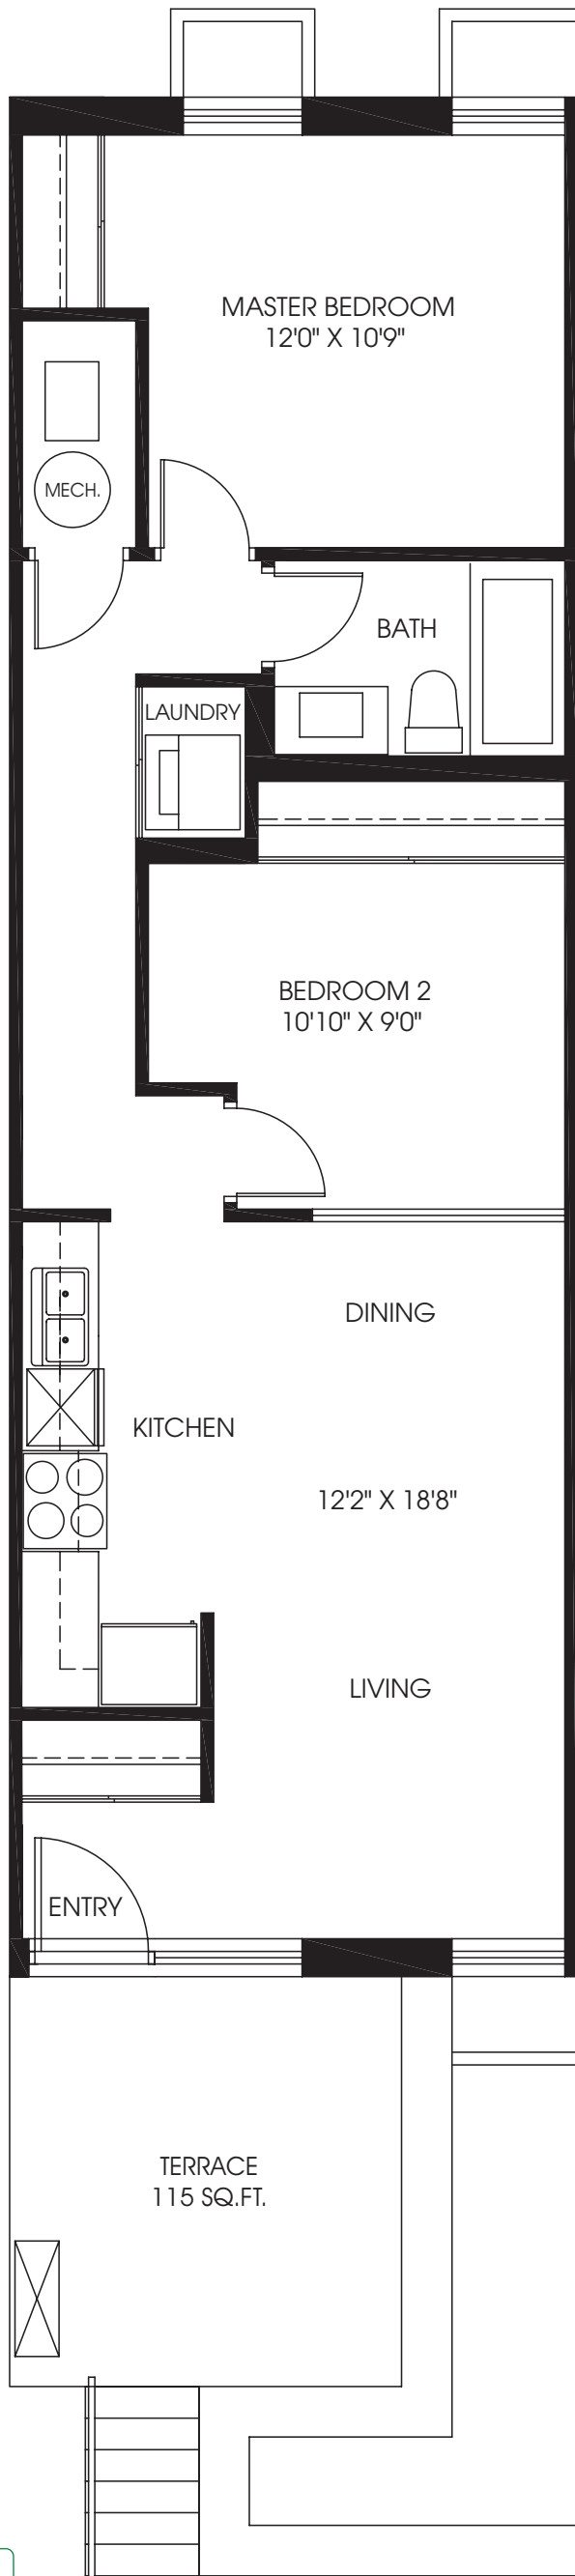 MASTER BEDROOM
12'0" X 10'9"
MECH.
BATH
LAUNDRY
BEDROOM 2
10'10" X 9'0"
DINING
KITCHEN
12'2" X 18'8"
LIVING
ENTRY
TERRACE
115 SQ.FT.